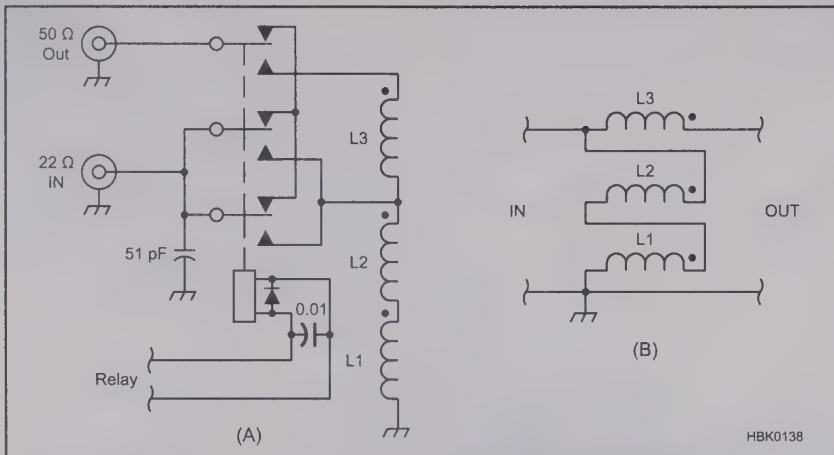 50 Ω
Out
22 Ω
iN
51 pF
0.01
Relay
L3
L2
L1
(A)
L3
L2
L1
IN
OUT
(B)
HBK0138